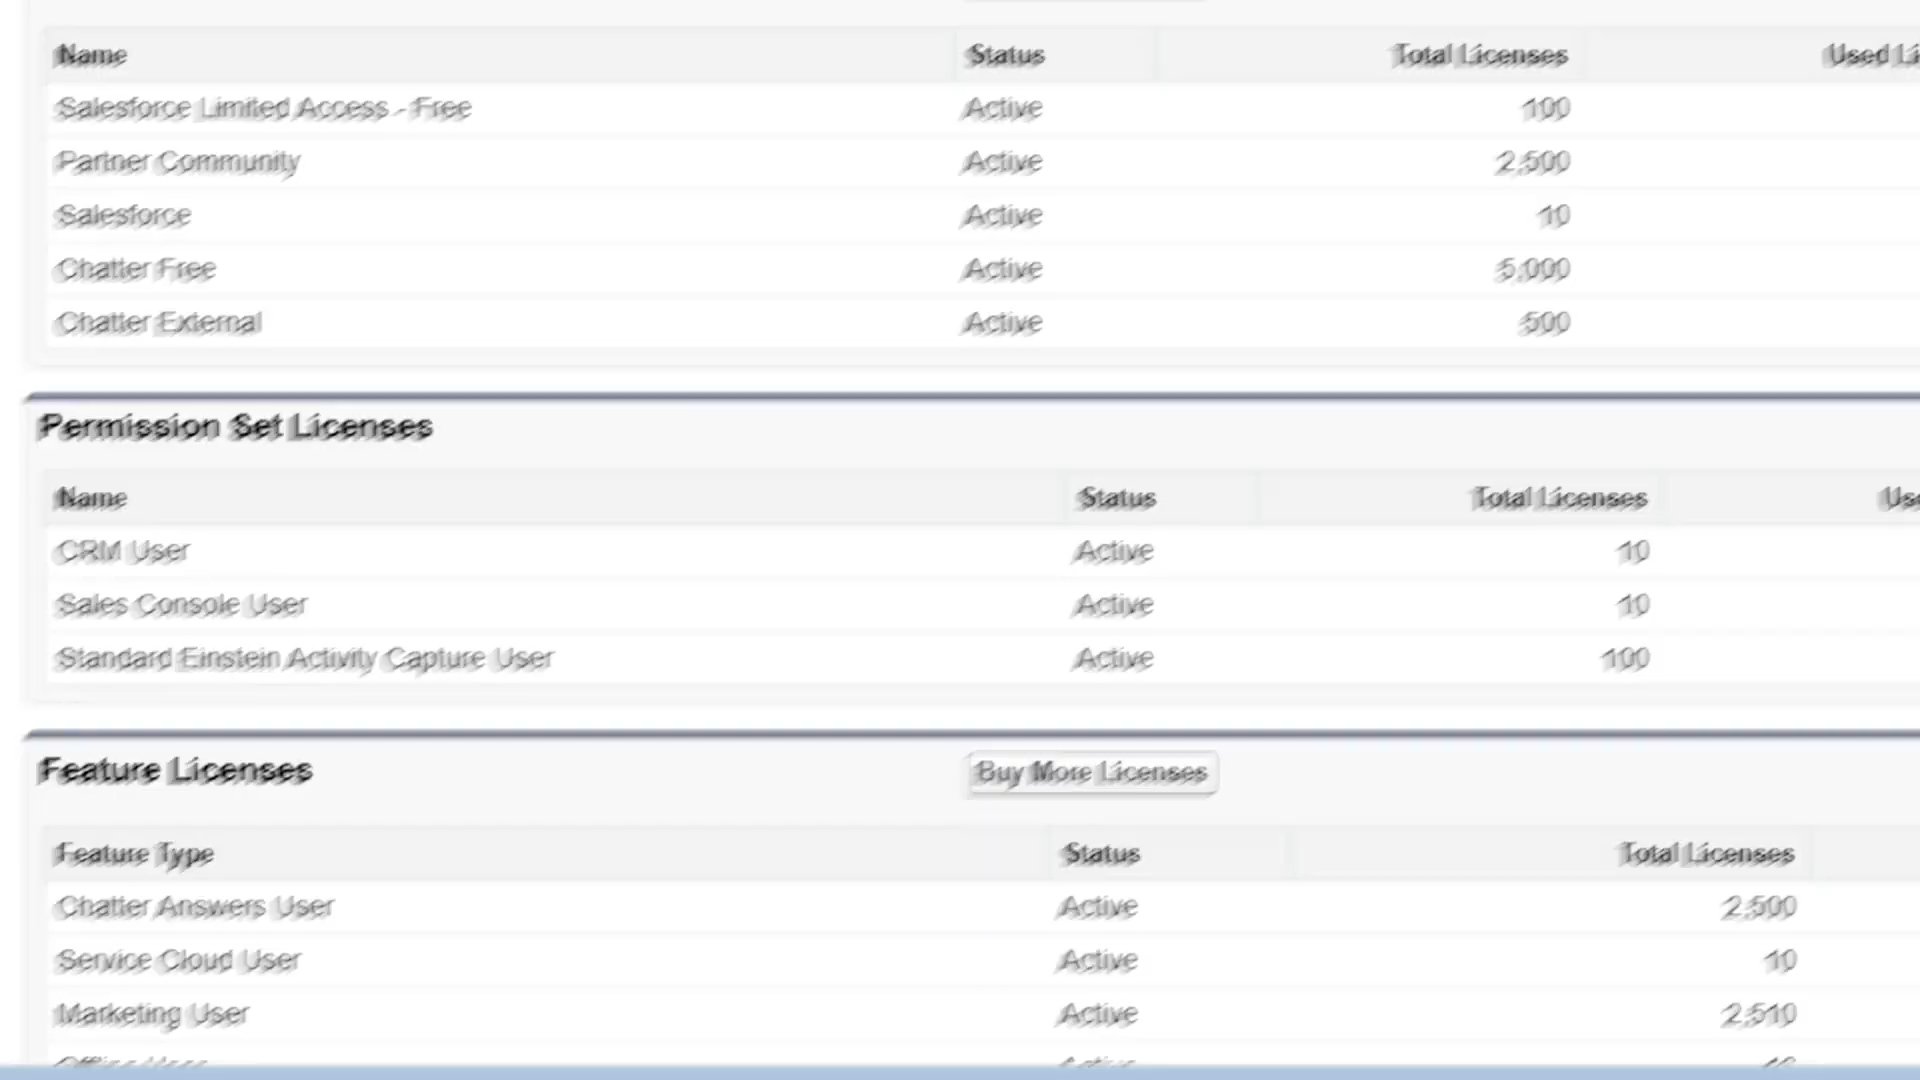 Name Status Total Licenses Used Li
Salesforce Limited Access - Free Active 100
Partner Community Active 2,500
Salesforce Active 10
Chatter Free Active 5,000
Chatter External Active 500
Permission Set Licenses
Name Status Total Licenses Use
CRM User Active 10
Sales Console User Active 10
Standard Einstein Activity Capture User Active 100
Feature Licenses Buy More Licenses
Feature Type Status Total Licenses
Chatter Answers User Active 2,500
Service Cloud User Active 10
Marketing User Active 2,510